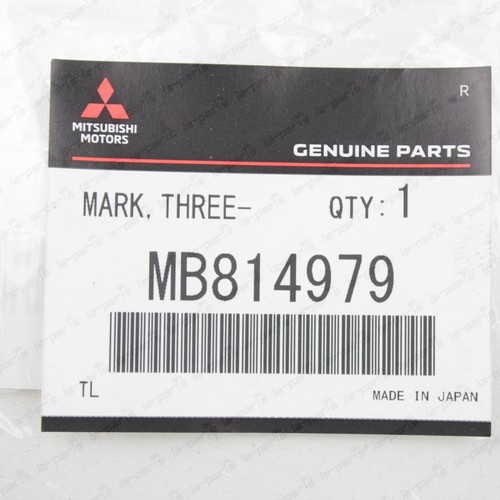 R
MITSUBISHI
MOTORS
GENUINE PARTS
MARK, THREE- QTY: 1
MB814979
TL MADE IN JAPAN